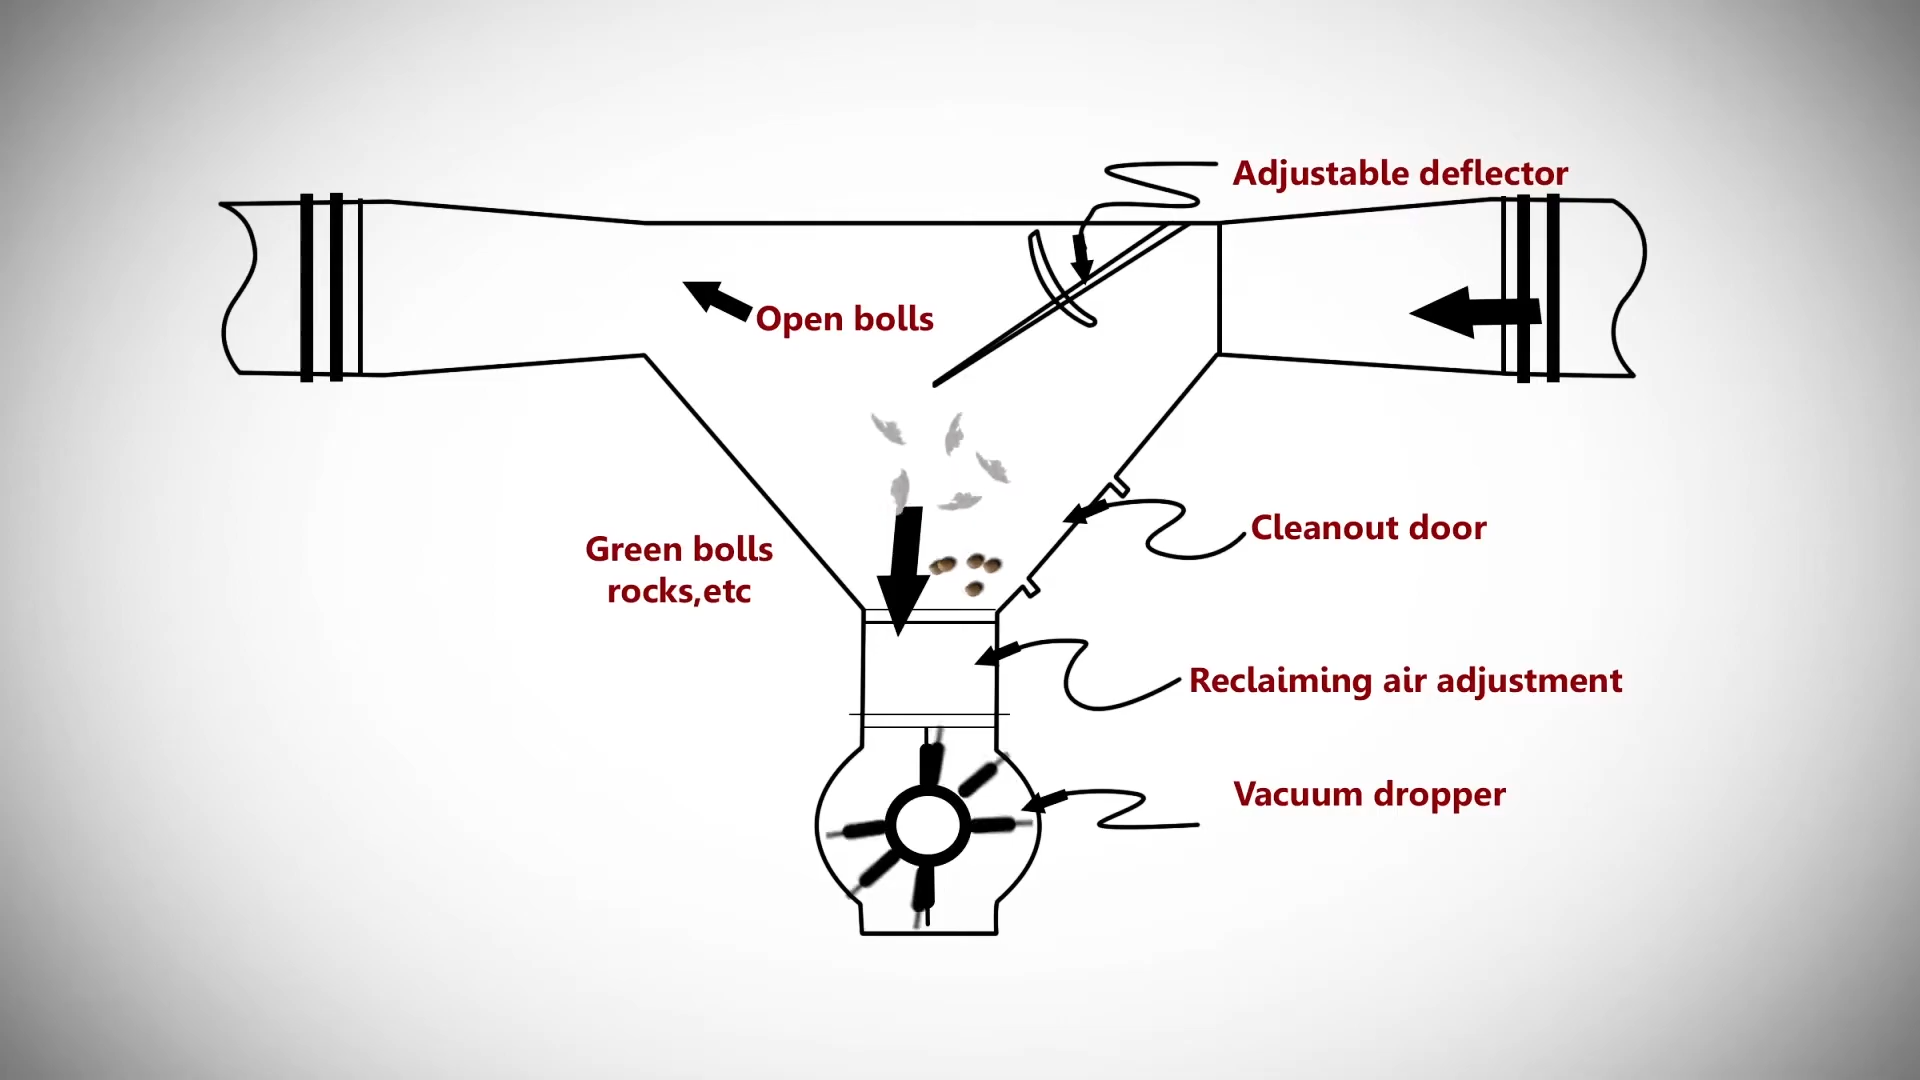 Adjustable deflector
Open bolls
Cleanout door
Green bolls
rocks,etc
Reclaiming air adjustment
Vacuum dropper